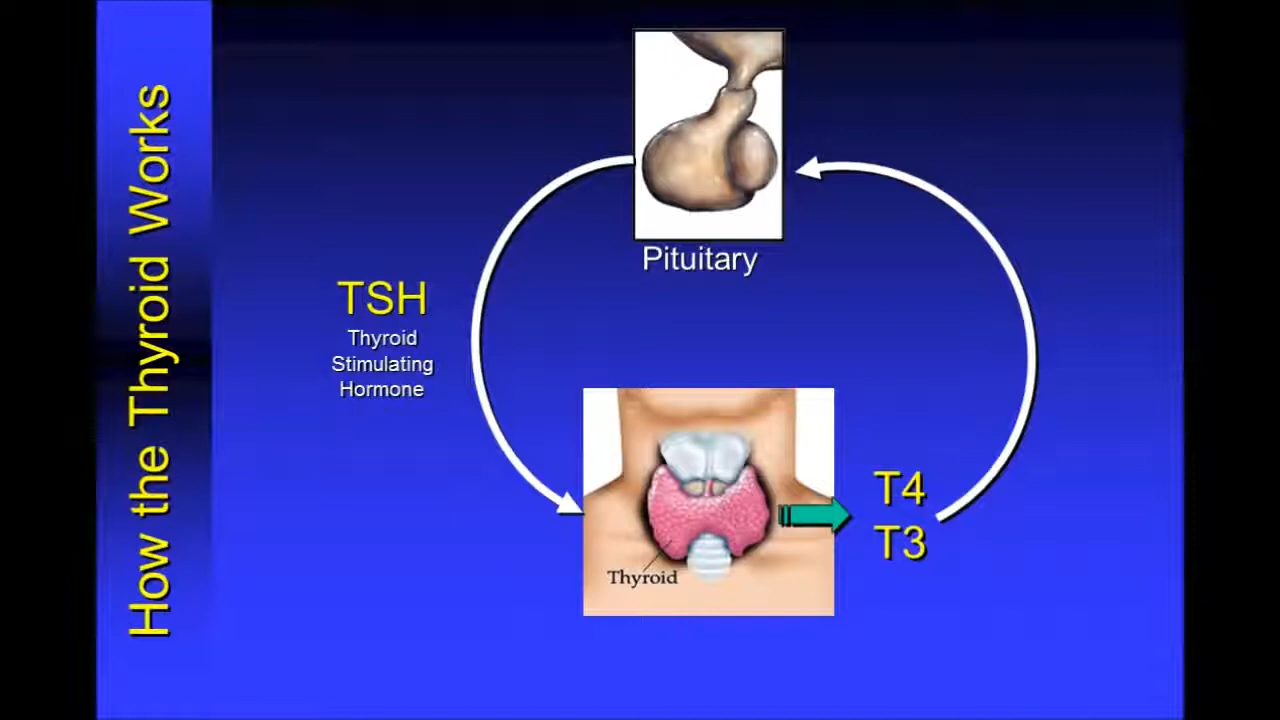 How the Thyroid Works
Pituitary
TSH
Thyroid
Stimulating
Hormone
Thyroid
T4
T3